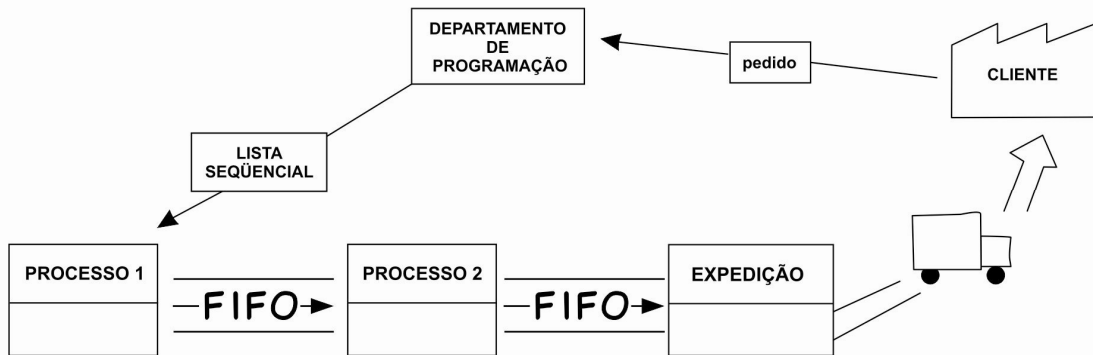 DEPARTAMENTO
DE
PROGRAMAÇÃO
pedido
CLIENTE
LISTA
SEQÜENCIAL
PROCESSO 1
FIFO
PROCESSO 2
FIFO
EXPEDIÇÃO